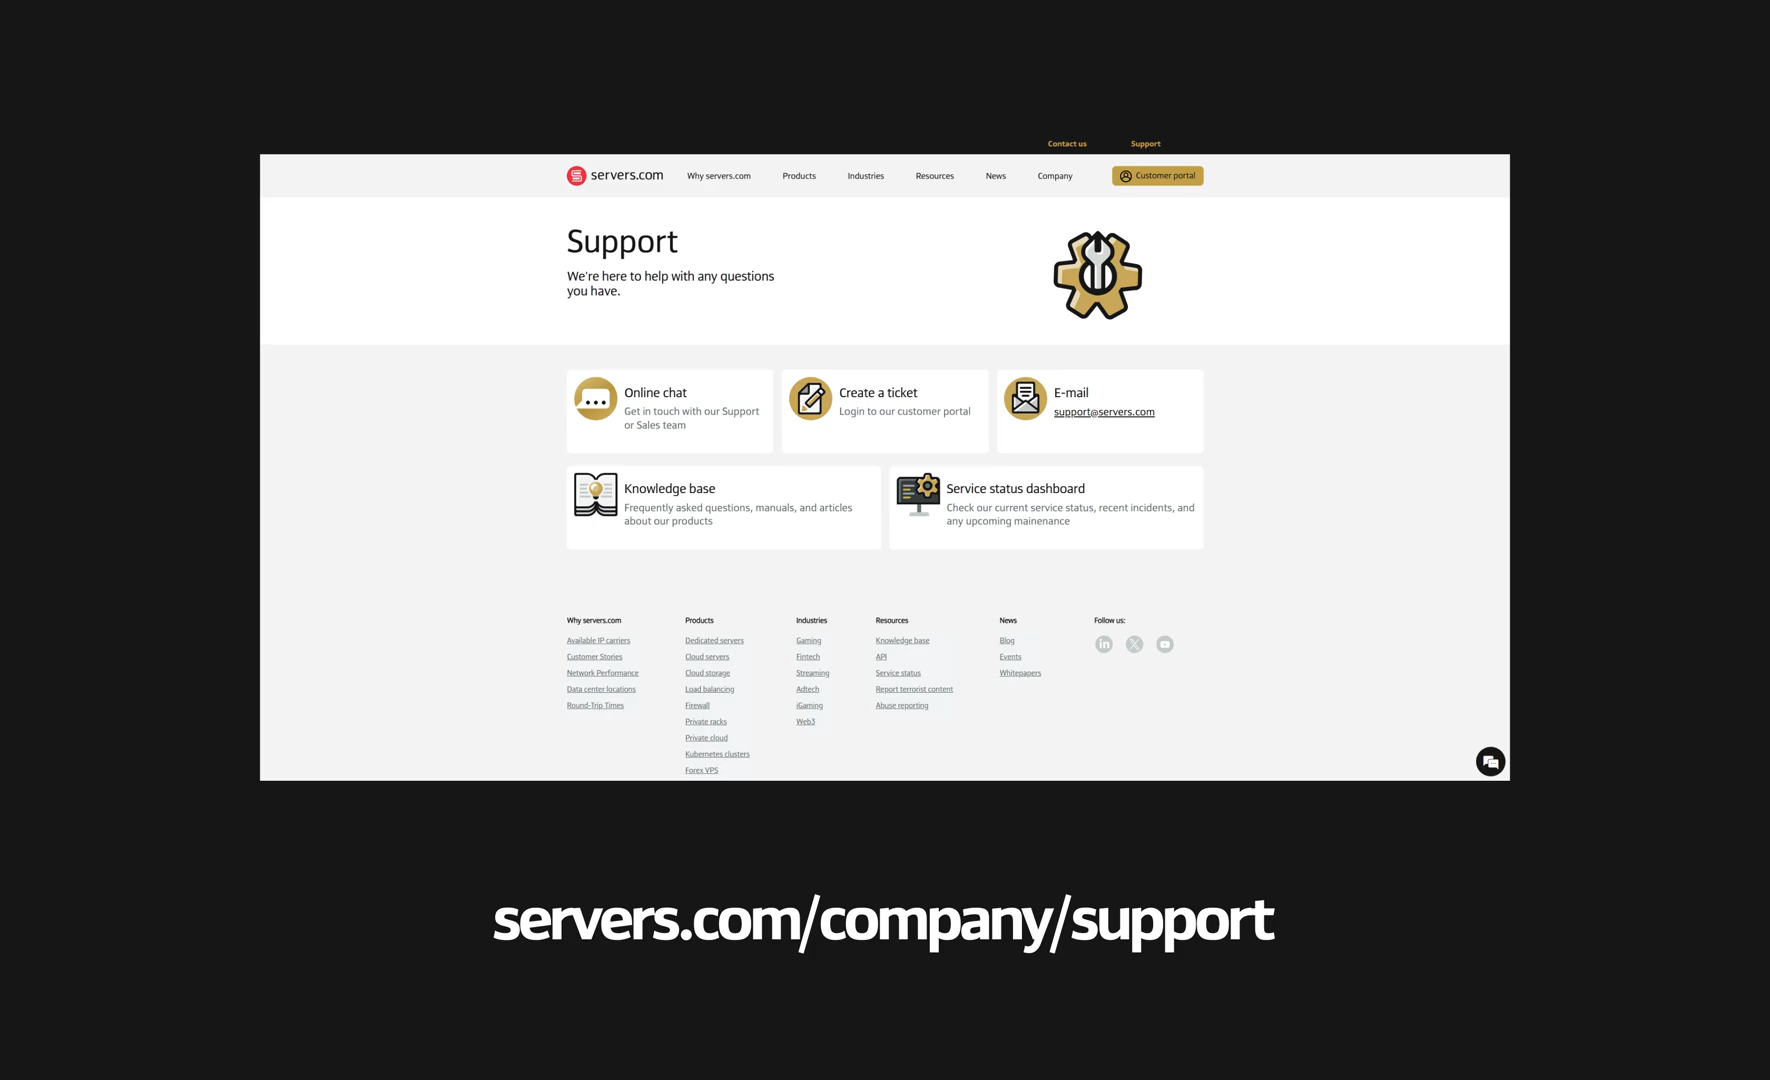 Contact us
Support
servers.com
Why servers.com
Products
Industries
Resources
News
Company
Customer portal
Support
We're here to help with any questions
you have.
Online chat
Get in touch with our Support
or Sales team
Create a ticket
Login to our customer portal
E-mail
support@servers.com
Knowledge base
Frequently asked questions, manuals, and articles
about our products
Service status dashboard
Check our current service status, recent incidents, and
any upcoming mainenance
Why servers.com
Available IP carriers
Customer Stories
Network Performance
Data center locations
Round-Trip Times
Products
Dedicated servers
Cloud servers
Cloud storage
Load balancing
Firewall
Private racks
Private cloud
Kubernetes clusters
Forex VPS
Industries
Gaming
Fintech
Streaming
Adtech
iGaming
Web3
Resources
Knowledge base
API
Service status
Report terrorist content
Abuse reporting
News
Blog
Events
Whitepapers
Follow us:
in
servers.com/company/support